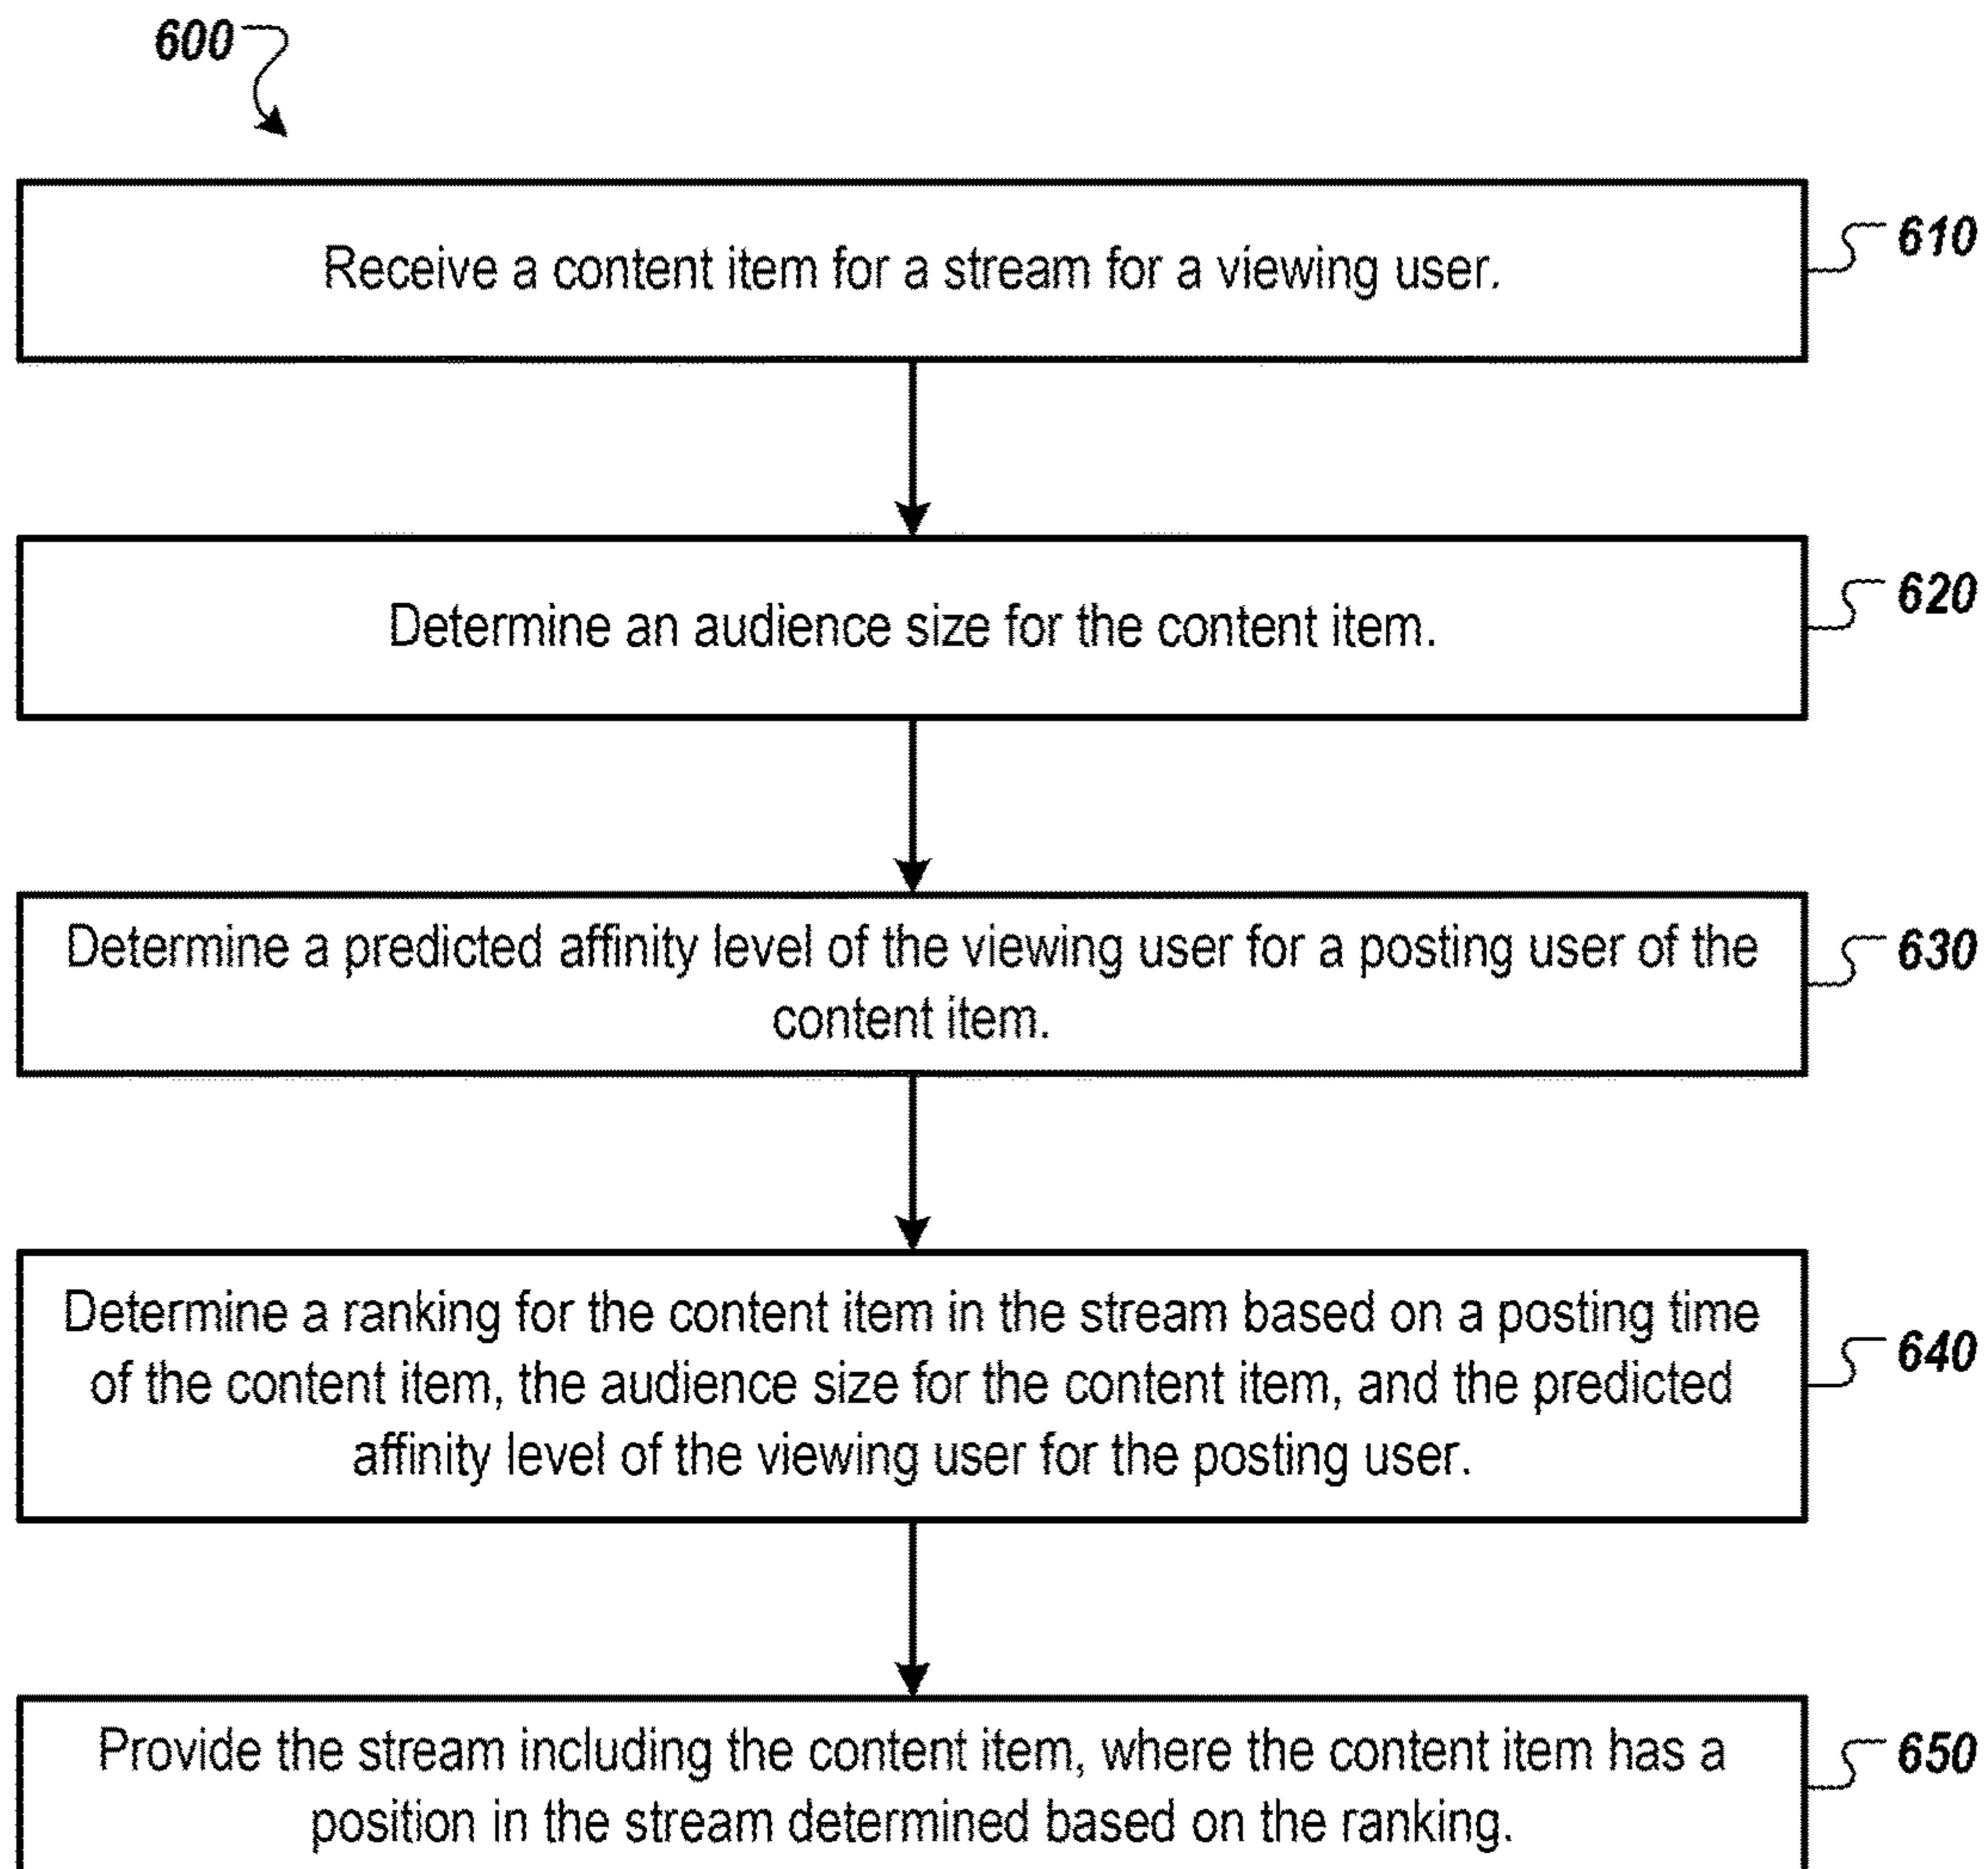 600
Receive a content item for a stream for a viewing user.
610
Determine an audience size for the content item.
620
Determine a predicted affinity level of the viewing user for a posting user of the
content item.
630
Determine a ranking for the content item in the stream based on a posting time
of the content item, the audience size for the content item, and the predicted
affinity level of the viewing user for the posting user.
640
Provide the stream including the content item, where the content item has a
position in the stream determined based on the ranking.
650